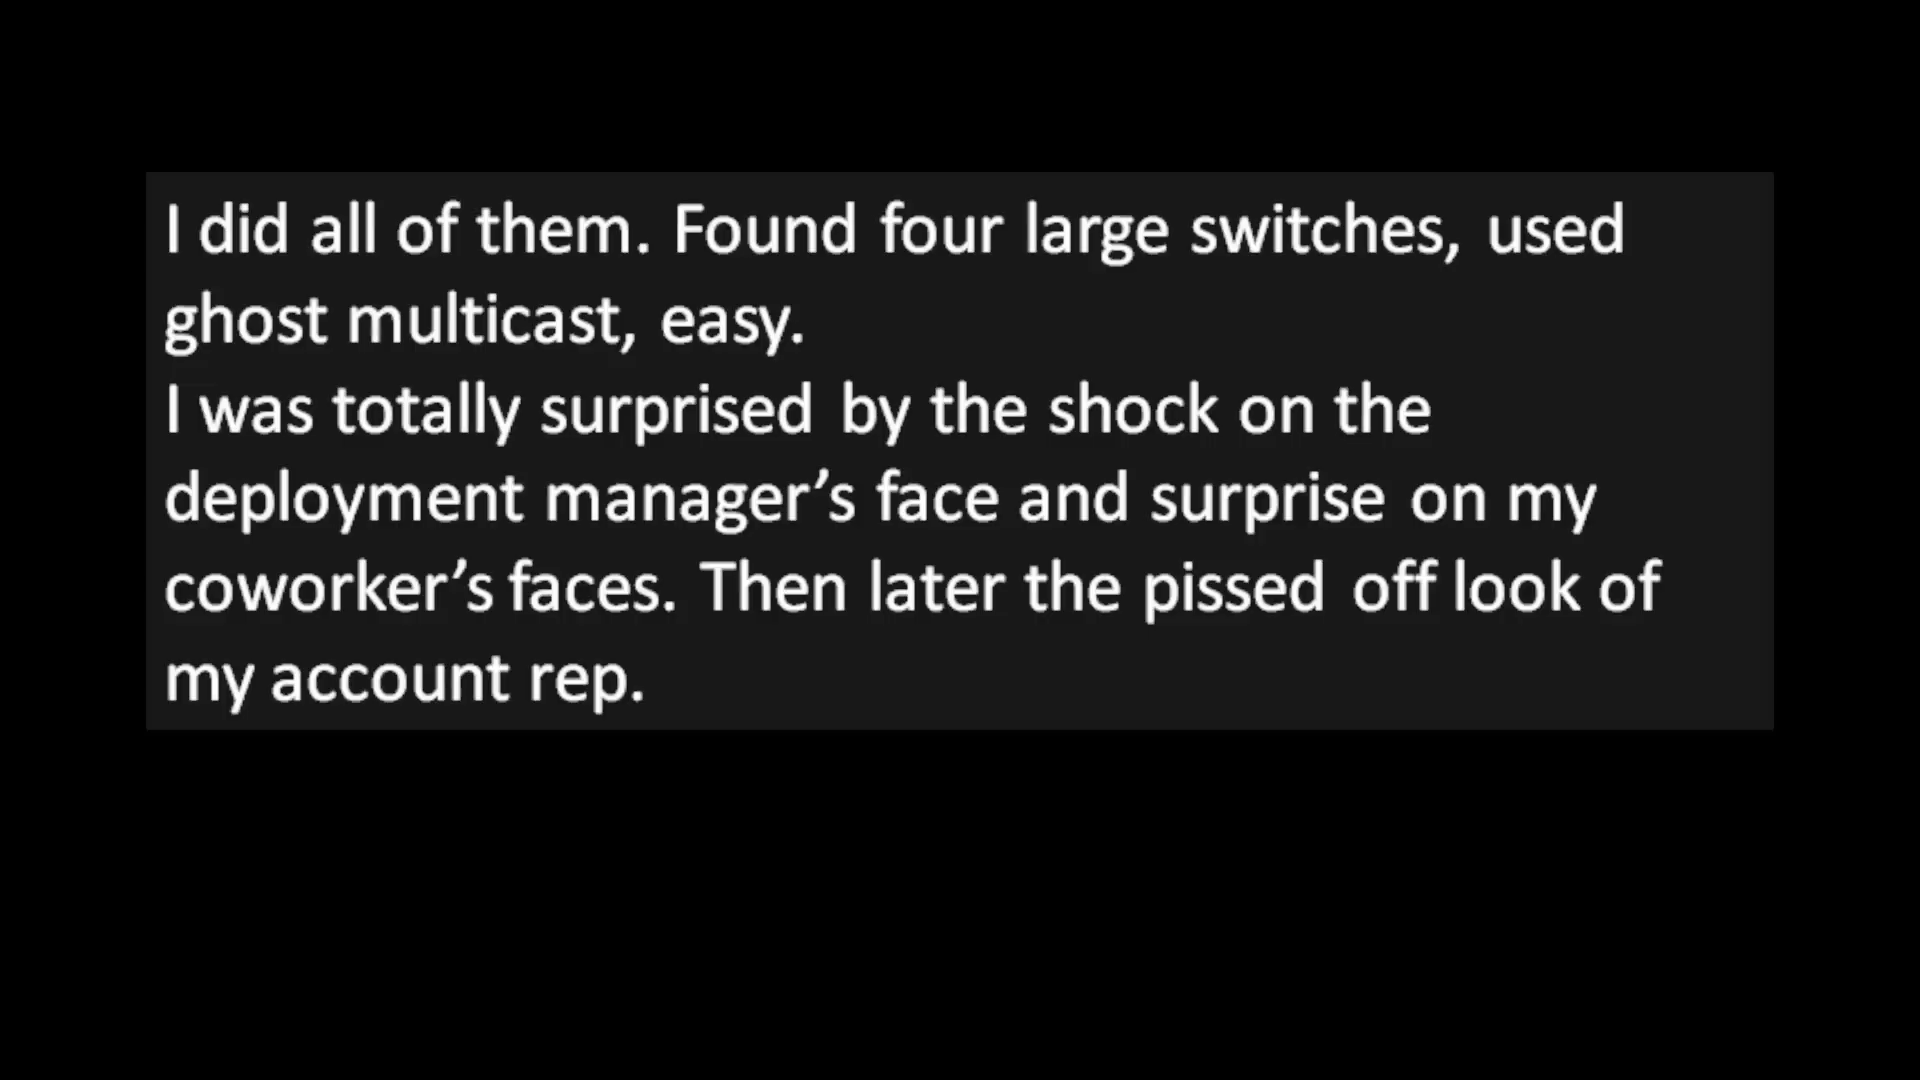 I did all of them. Found four large switches, used
ghost multicast, easy.
I was totally surprised by the shock on the
deployment manager’s face and surprise on my
coworker’s faces. Then later the pissed off look of
my account rep.